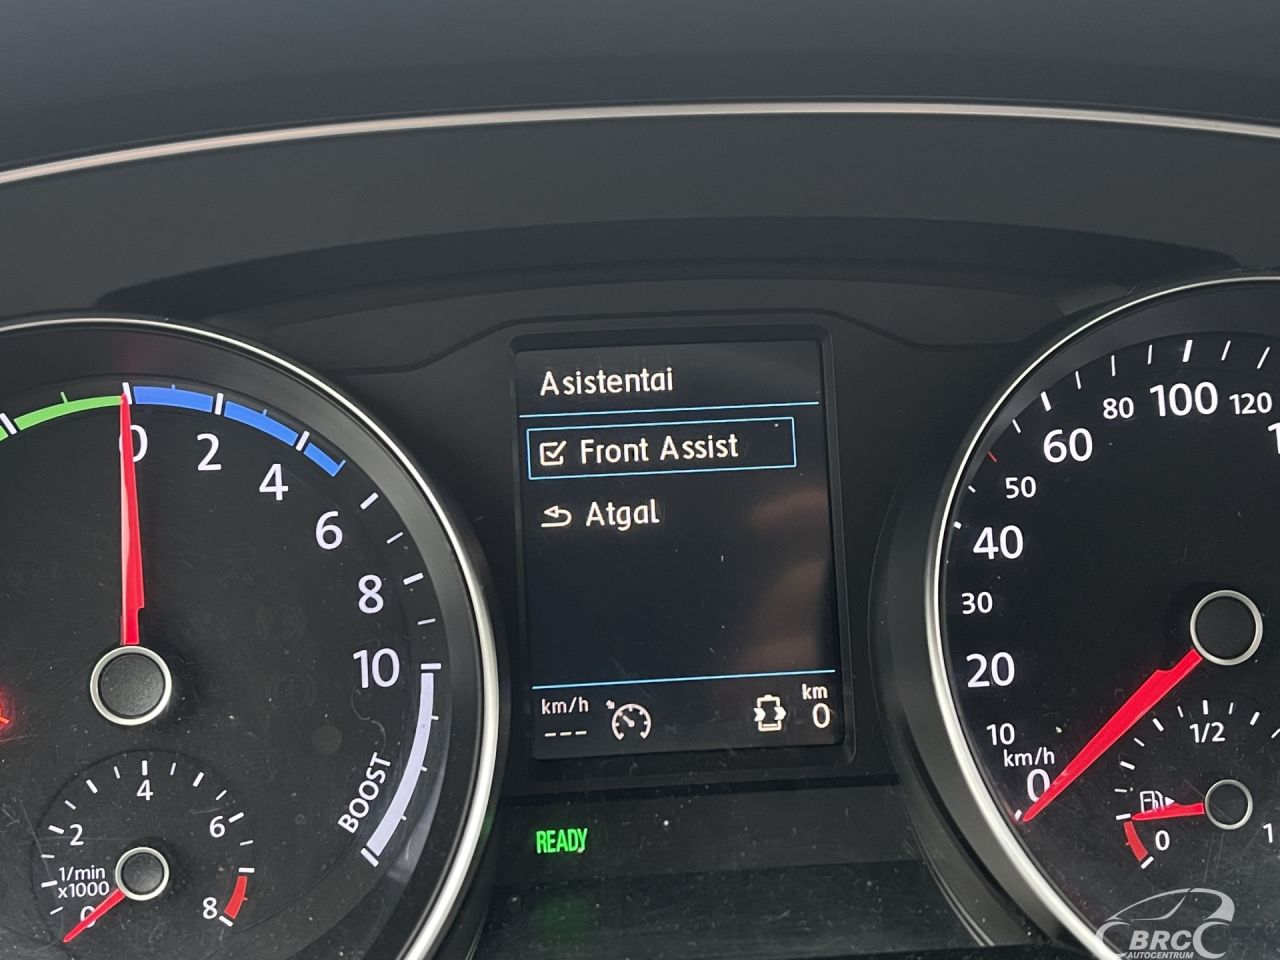 Asistentai
Front Assist
Atgal
km/h
---
km
0
READY
0
2
4
6
8
10
BOOST
2
4
6
8
0
1/min
x1000
0
10
20
30
40
50
60
80
100
120
km/h
1/2
0
1
BRC
AUTOCENTRUM